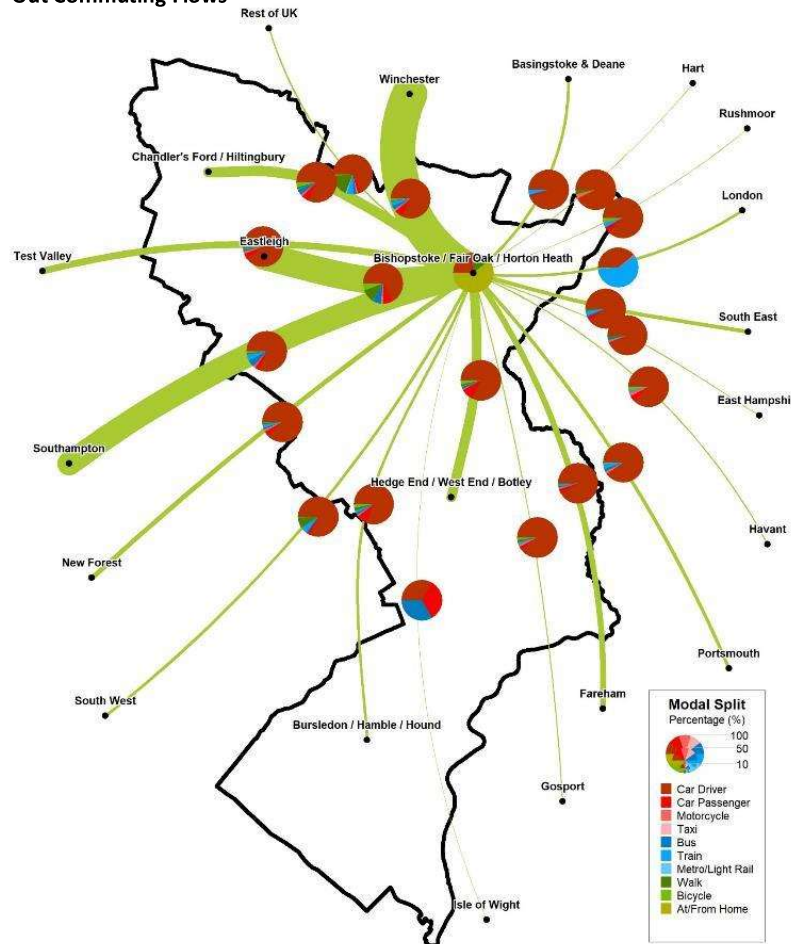 Out Commuting Flows
Rest of UK
Winchester
Basingstoke & Deane
Hart
Rushmoor
Chandler's Ford / Hiltingbury
London
Test Valley
Eastleigh
Bishopstoke / Fair Oak / Horton Heath
South East
East Hampshi
Southampton
Hedge End / West End / Botley
Havant
New Forest
Portsmouth
South West
Fareham
Bursledon / Hamble / Hound
Gosport
Isle of Wight
Modal Split
Percentage (%)
100
50
10
Car Driver
Car Passenger
Motorcycle
Taxi
Bus
Train
Metro/Light Rail
Walk
Bicycle
At/From Home